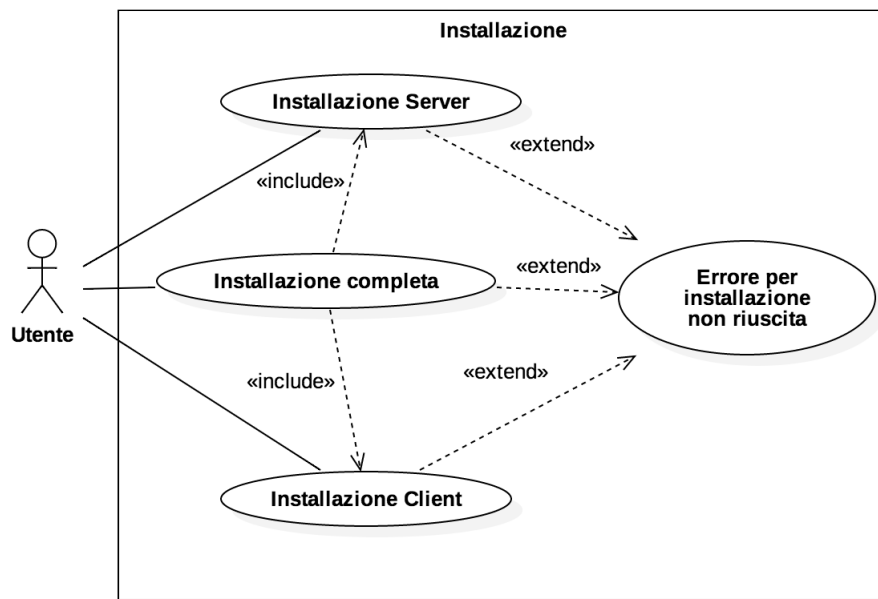 Installazione
Installazione Server
«extend»
«include»
Installazione completa
«extend»
Errore per
installazione
non riuscita
Utente
«include»
«extend»
Installazione Client